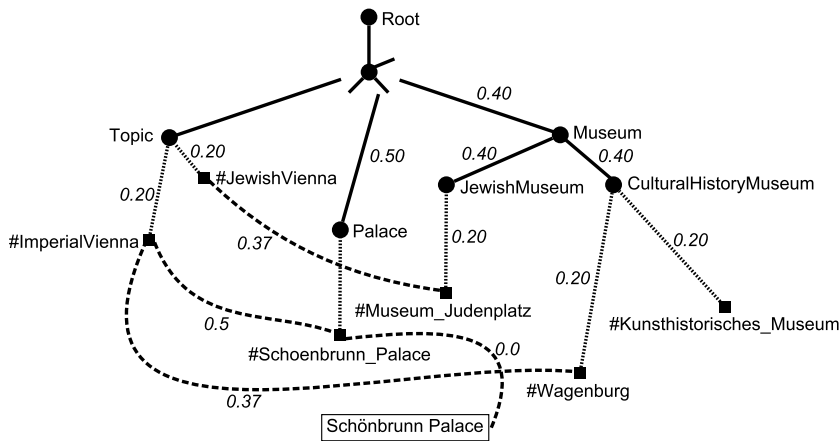 Root
0.40
Topic
Museum
0.20
0.50
0.40
0.40
#JewishVienna
JewishMuseum
CulturalHistoryMuseum
0.20
Palace
0.20
0.20
#ImperialVienna
0.37
0.20
#Museum_Judenplatz
#Kunsthistorisches_Museum
0.5
#Schoenbrunn_Palace
0.0
#Wagenburg
0.37
Schönbrunn Palace